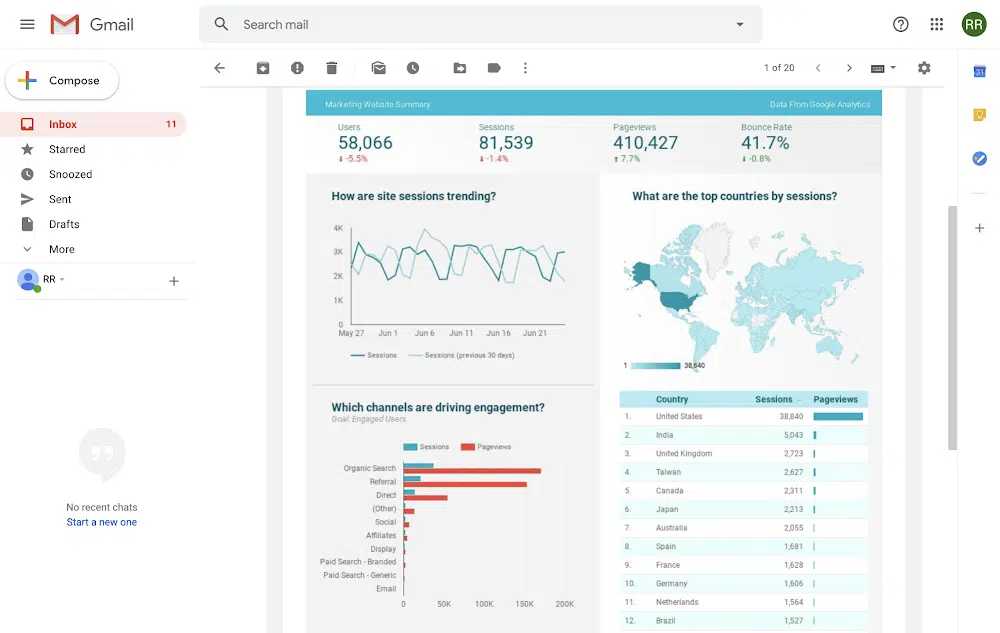 Gmail
Search mail
RR
Compose
1 of 20
31
Inbox 11
Starred
Snoozed
Sent
Drafts
More
RR
No recent chats
Start a new one
Marketing Website Summary Data From Google Analytics
Users Sessions Pageviews Bounce Rate
58,066 81,539 410,427 41.7%
⬇ -5.5% ⬇ -1.4% ⬆ 7.7% ⬇ -0.8%
How are site sessions trending?
4K
3K
2K
1K
0
May 27 Jun 1 Jun 6 Jun 11 Jun 16 Jun 21
Sessions Sessions (previous 30 days)
What are the top countries by sessions?
1 38,840
Which channels are driving engagement?
Goal: Engaged Users
Sessions Pageviews
Organic Search
Referral
Direct
(Other)
Social
Affiliates
Display
Paid Search - Branded
Paid Search - Generic
Email
0 50K 100K 150K 200K
Country Sessions Pageviews
1. United States 38,840
2. India 5,043
3. United Kingdom 2,723
4. Taiwan 2,627
5. Canada 2,311
6. Japan 2,213
7. Australia 2,055
8. Spain 1,681
9. France 1,628
10. Germany 1,606
11. Netherlands 1,564
12. Brazil 1,527